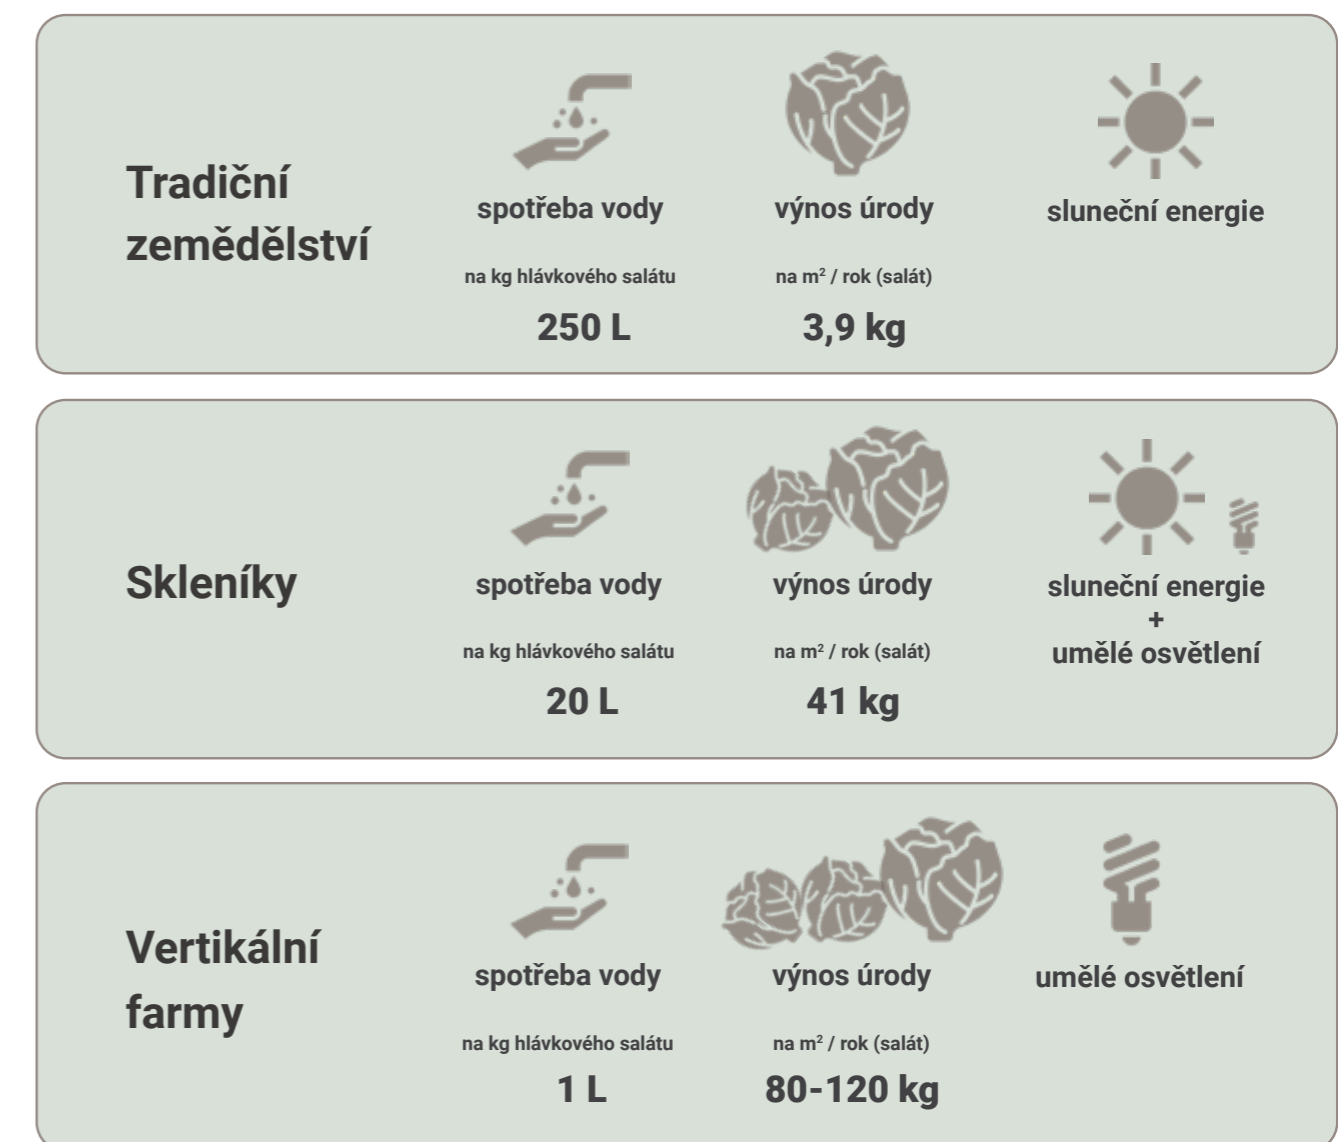 Tradiční
zemědělství
spotřeba vody
výnos úrody
sluneční energie
na kg hlávkového salátu
na m² / rok (salát)
250 L
3,9 kg
Skleníky
spotřeba vody
výnos úrody
sluneční energie
+
umělé osvětlení
na kg hlávkového salátu
na m² / rok (salát)
20 L
41 kg
Vertikální
farmy
spotřeba vody
výnos úrody
umělé osvětlení
na kg hlávkového salátu
na m² / rok (salát)
1 L
80-120 kg